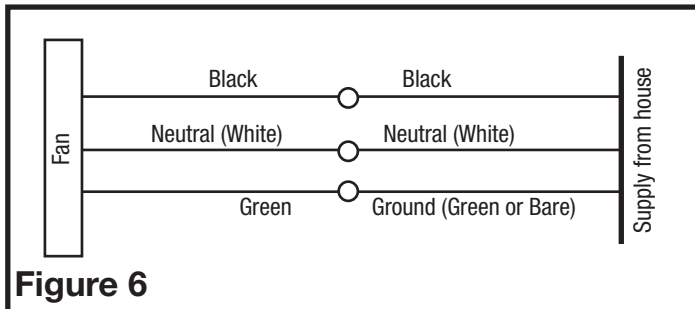 Black Black
Neutral (White) Neutral (White)
Green Ground (Green or Bare)
Fan
Supply from house
Figure 6